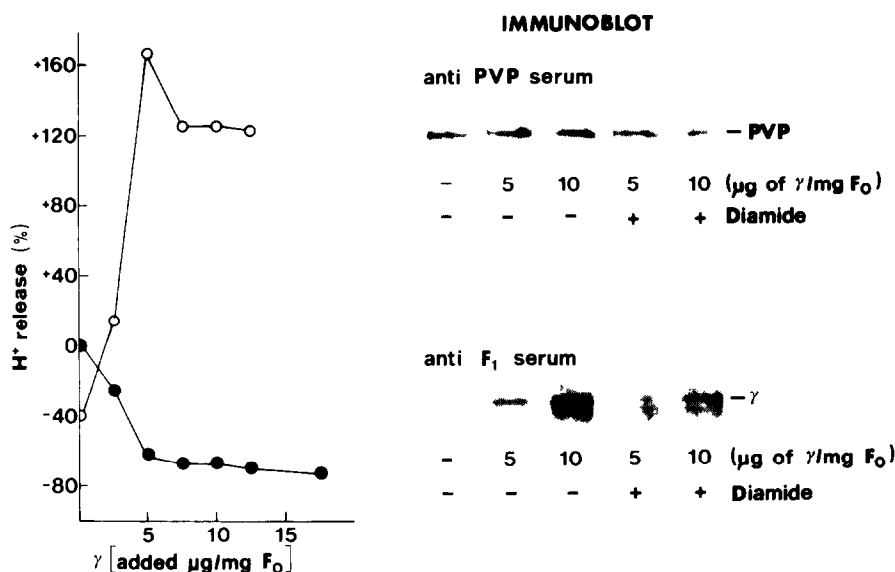 +160
+120
+80
+40
0
-40
-80
H⁺ release (%)
5 10 15
γ [added µg/mg F₀]
IMMUNOBLOT
anti PVP serum
– PVP
– 5 10 5 10 (µg of γ/mg F₀)
– – – + + Diamide
anti F₁ serum
– γ
– 5 10 5 10 (µg of γ/mg F₀)
– – – + + Diamide